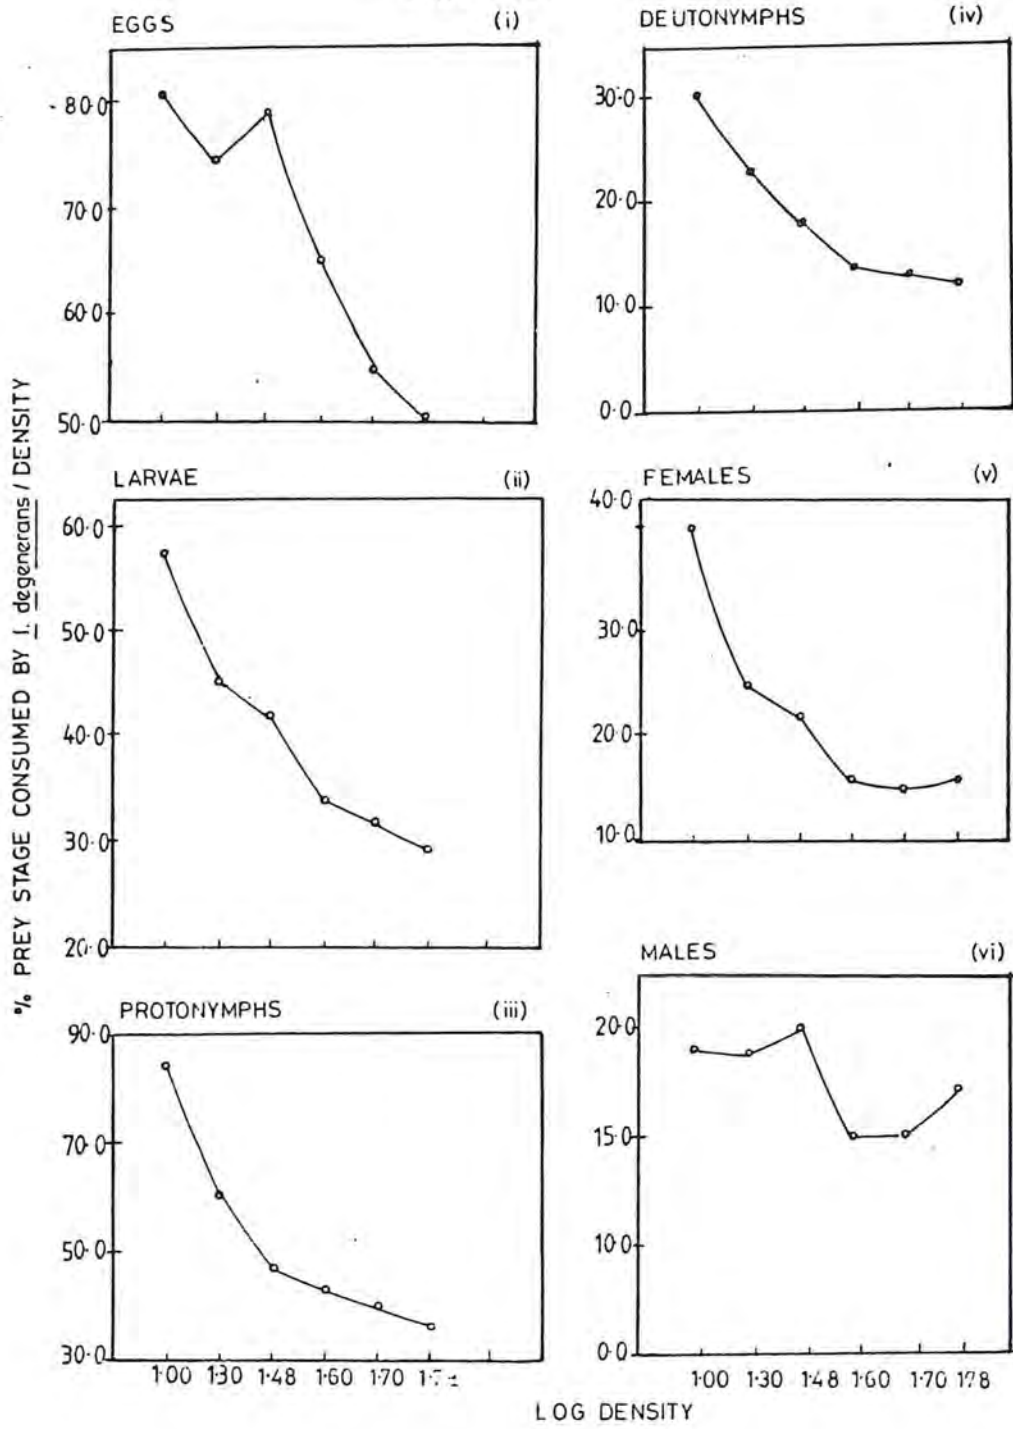 EGGS (i)
80·0
70·0
60·0
50·0
LARVAE (ii)
60·0
50·0
40·0
30·0
20·0
PROTONYMPHS (iii)
90·0
70·0
50·0
30·0
1·00 1·30 1·48 1·60 1·70
DEUTONYMPHS (iv)
30·0
20·0
10·0
0·0
FEMALES (v)
40·0
30·0
20·0
10·0
MALES (vi)
20·0
15·0
10·0
0·0
1·00 1·30 1·48 1·60 1·70 1·78
% PREY STAGE CONSUMED BY I. degenerans / DENSITY
LOG DENSITY